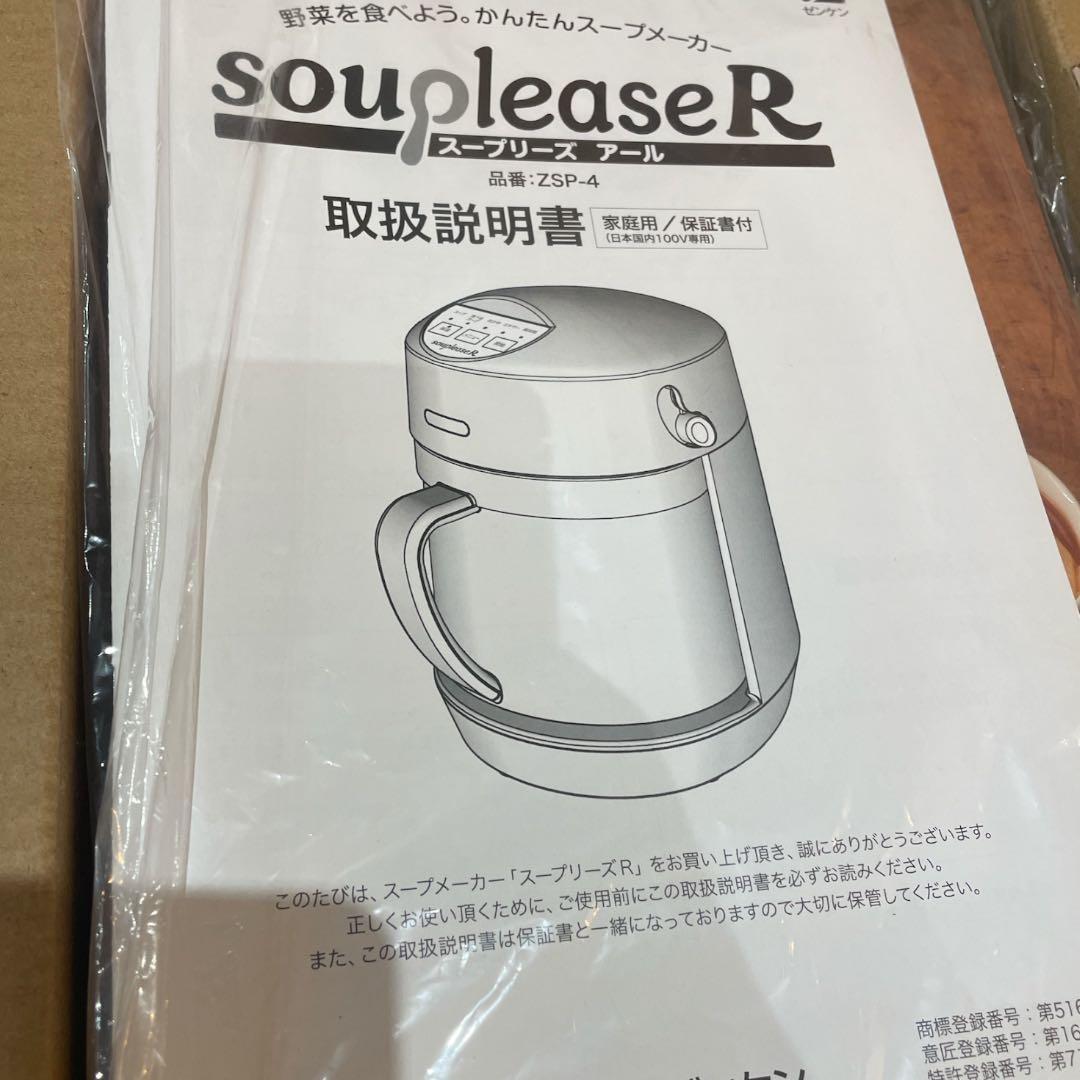 野菜を食べよう。かんたんスープメーカー
ゼンケン
soupleaseR
スープリーズ アール
品番:ZSP-4
取扱説明書
家庭用/保証書付
(日本国内100V専用)
soupleaseR
このたびは、スープメーカー「スープリーズR」をお買い上げ頂き、誠にありがとうございます。
正しくお使い頂くために、ご使用前にこの取扱説明書を必ずお読みください。
また、この取扱説明書は保証書と一緒になっておりますので大切に保管してください。
商標登録番号:第516
意匠登録番号:第16
特許登録番号:第7